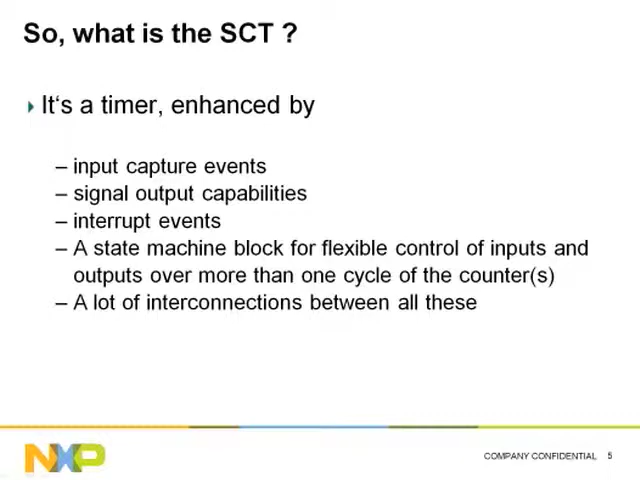 So, what is the SCT ?
It‘s a timer, enhanced by
– input capture events
– signal output capabilities
– interrupt events
– A state machine block for flexible control of inputs and
outputs over more than one cycle of the counter(s)
– A lot of interconnections between all these
NXP
COMPANY CONFIDENTIAL 5